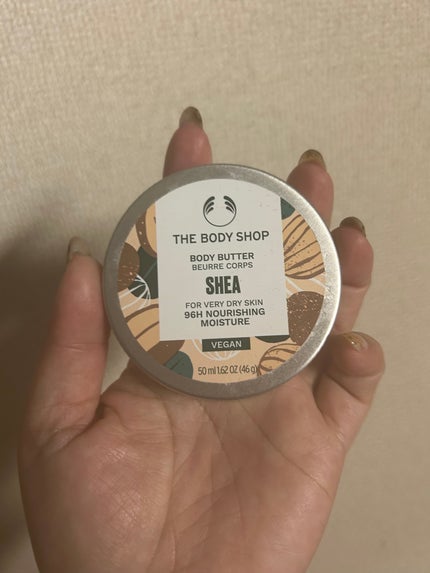 THE BODY SHOP
BODY BUTTER
BEURRE CORPS
SHEA
FOR VERY DRY SKIN
96H NOURISHING
MOISTURE
VEGAN
50 ml 1.62 OZ (46 g)